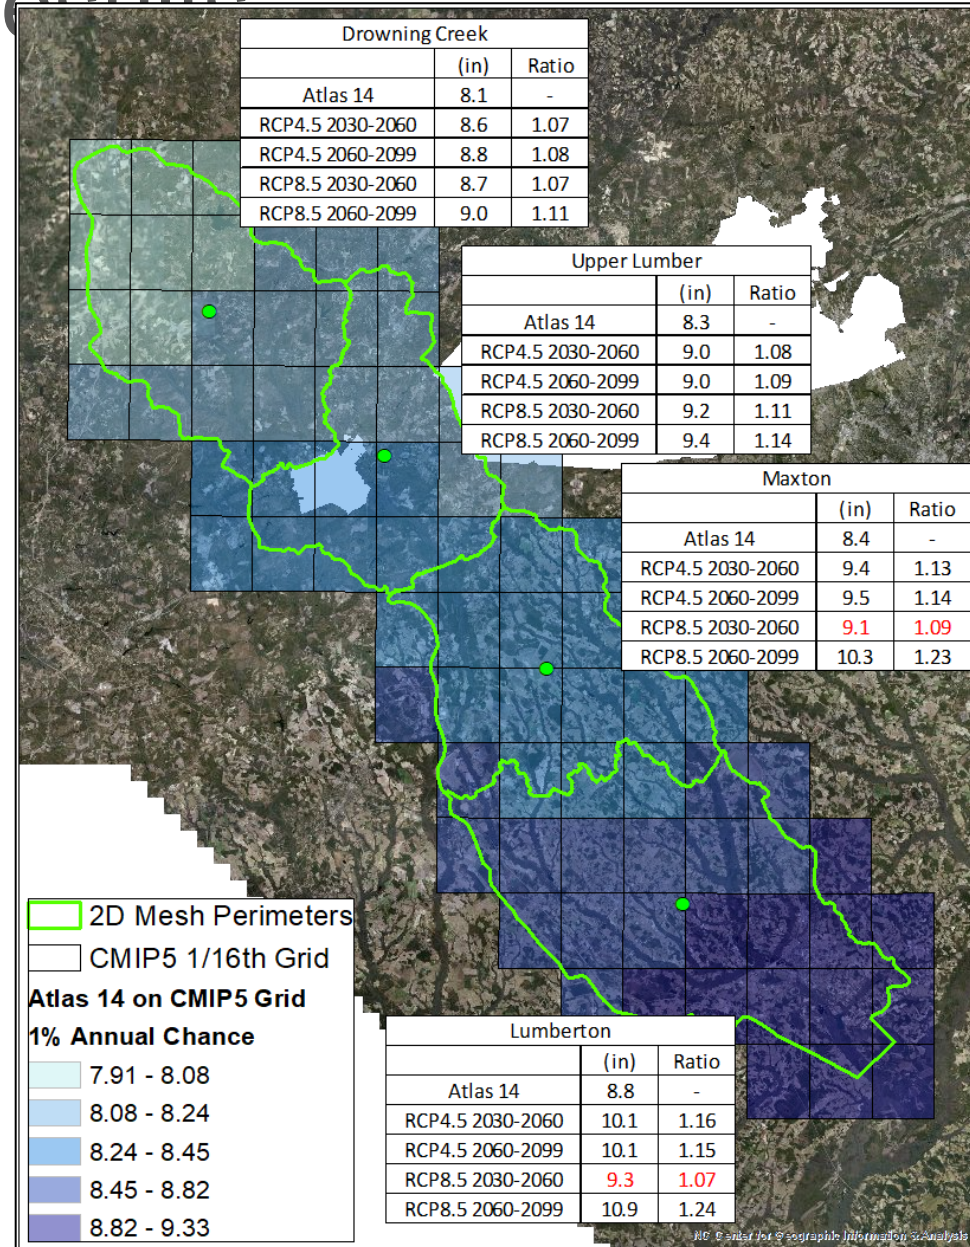 Drowning Creek
(in) Ratio
Atlas 14 8.1 -
RCP4.5 2030-2060 8.6 1.07
RCP4.5 2060-2099 8.8 1.08
RCP8.5 2030-2060 8.7 1.07
RCP8.5 2060-2099 9.0 1.11
Upper Lumber
(in) Ratio
Atlas 14 8.3 -
RCP4.5 2030-2060 9.0 1.08
RCP4.5 2060-2099 9.0 1.09
RCP8.5 2030-2060 9.2 1.11
RCP8.5 2060-2099 9.4 1.14
Maxton
(in) Ratio
Atlas 14 8.4 -
RCP4.5 2030-2060 9.4 1.13
RCP4.5 2060-2099 9.5 1.14
RCP8.5 2030-2060 9.1 1.09
RCP8.5 2060-2099 10.3 1.23
2D Mesh Perimeters
CMIP5 1/16th Grid
Atlas 14 on CMIP5 Grid
1% Annual Chance
7.91 - 8.08
8.08 - 8.24
8.24 - 8.45
8.45 - 8.82
8.82 - 9.33
Lumberton
(in) Ratio
Atlas 14 8.8 -
RCP4.5 2030-2060 10.1 1.16
RCP4.5 2060-2099 10.1 1.15
RCP8.5 2030-2060 9.3 1.07
RCP8.5 2060-2099 10.9 1.24
NC Center for Geographic Information & Analysis